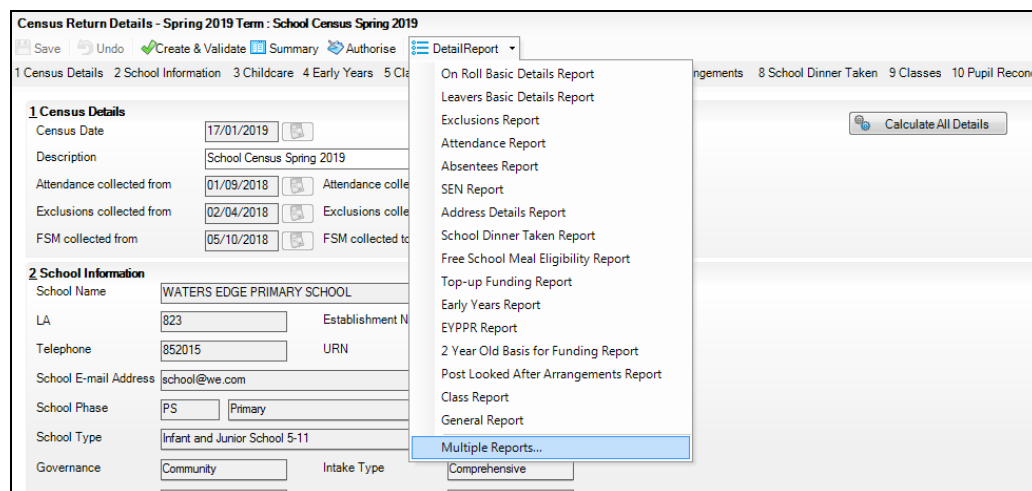 Census Return Details - Spring 2019 Term : School Census Spring 2019
Save Undo Create & Validate Summary Authorise DetailReport
1 Census Details 2 School Information 3 Childcare 4 Early Years 5 Cla ngements 8 School Dinner Taken 9 Classes 10 Pupil Recon
On Roll Basic Details Report
Leavers Basic Details Report
Exclusions Report
Attendance Report
Absentees Report
SEN Report
Address Details Report
School Dinner Taken Report
Free School Meal Eligibility Report
Top-up Funding Report
Early Years Report
EYPPR Report
2 Year Old Basis for Funding Report
Post Looked After Arrangements Report
Class Report
General Report
Multiple Reports...
1 Census Details
Calculate All Details
Census Date 17/01/2019
Description School Census Spring 2019
Attendance collected from 01/09/2018 Attendance colle
Exclusions collected from 02/04/2018 Exclusions colle
FSM collected from 05/10/2018 FSM collected to
2 School Information
School Name WATERS EDGE PRIMARY SCHOOL
LA 823 Establishment N
Telephone 852015 URN
School E-mail Address school@we.com
School Phase PS Primary
School Type Infant and Junior School 5-11
Governance Community Intake Type Comprehensive